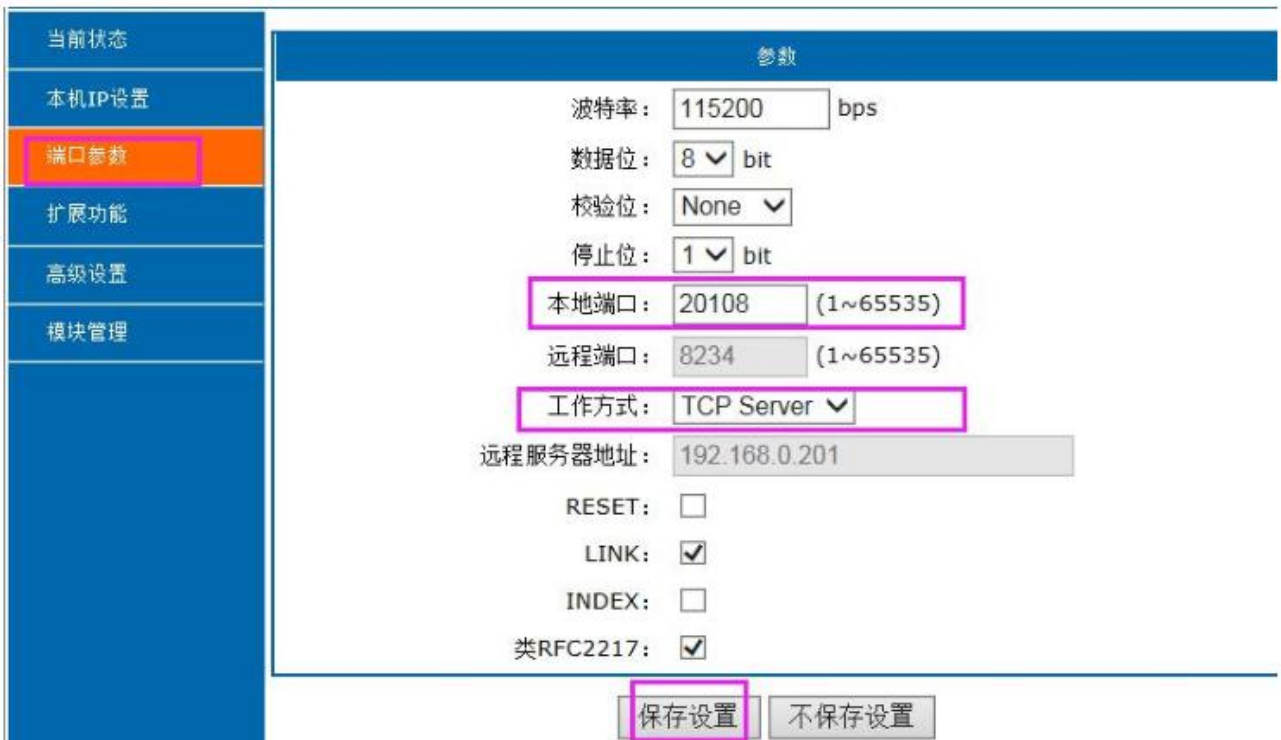 当前状态
本机IP设置
端口参数
扩展功能
高级设置
模块管理
参数
波特率: 115200 bps
数据位: 8 bit
校验位: None
停止位: 1 bit
本地端口: 20108 (1~65535)
远程端口: 8234 (1~65535)
工作方式: TCP Server
远程服务器地址: 192.168.0.201
RESET:
LINK:
INDEX:
类RFC2217:
保存设置 不保存设置